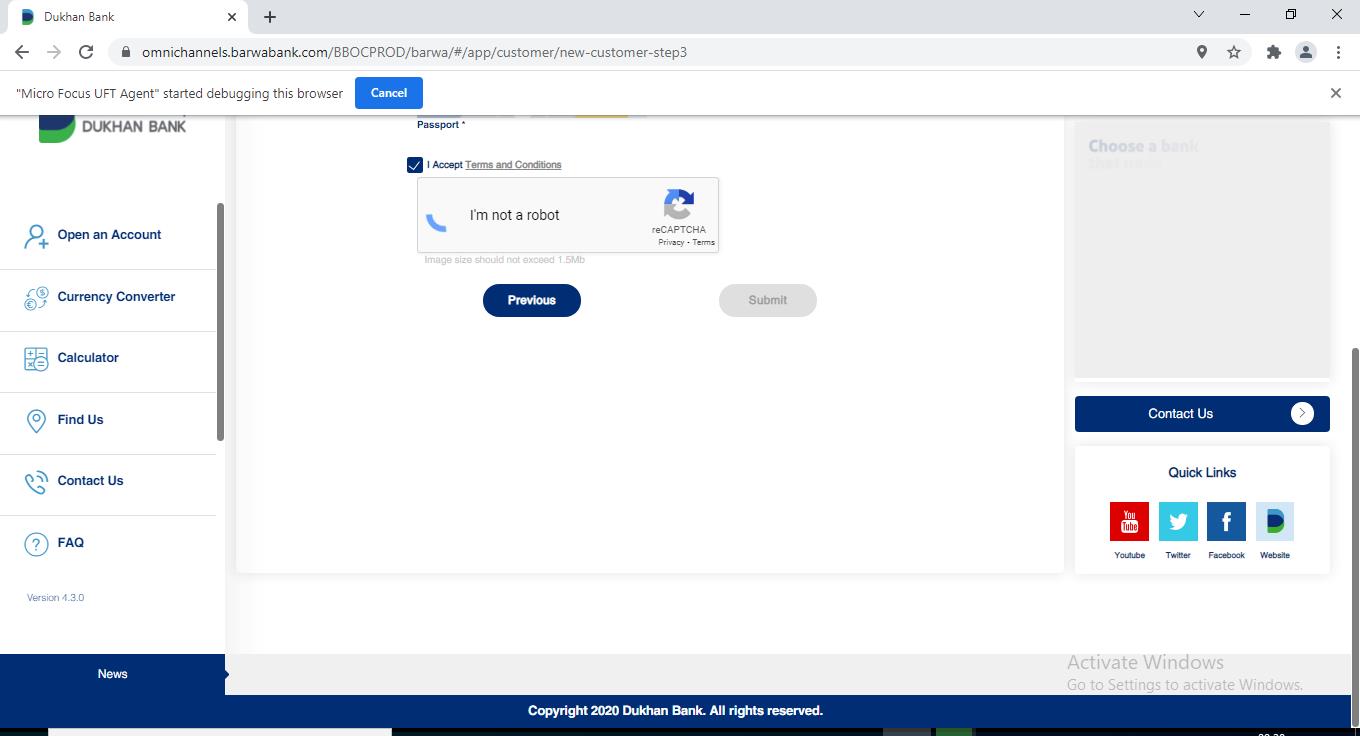 Dukhan Bank
omnichannels.barwabank.com/BBOCPROD/barwa/#/app/customer/new-customer-step3
"Micro Focus UFT Agent" started debugging this browser
Cancel
DUKHAN BANK
Open an Account
Currency Converter
Calculator
Find Us
Contact Us
FAQ
Version 4.3.0
News
Passport *
I Accept Terms and Conditions
I'm not a robot
reCAPTCHA
Privacy - Terms
Image size should not exceed 1.5Mb
Previous
Submit
Choose a bank
Contact Us
Quick Links
You
Tube
Youtube
Twitter
Facebook
Website
Activate Windows
Go to Settings to activate Windows.
Copyright 2020 Dukhan Bank. All rights reserved.